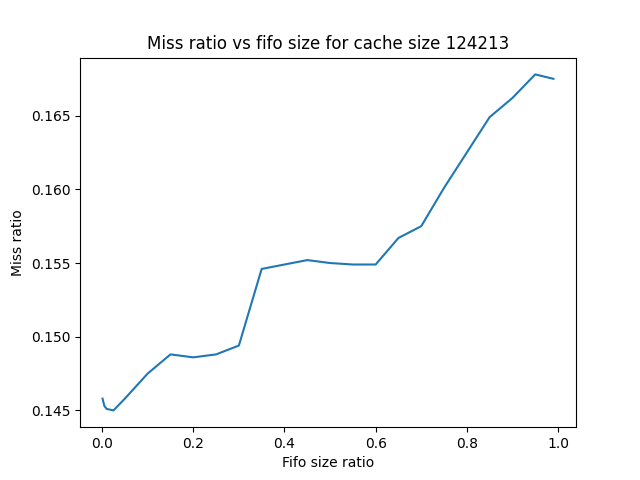 Miss ratio vs fifo size for cache size 124213
0.165
0.160
0.155
0.150
0.145
Miss ratio
0.0 0.2 0.4 0.6 0.8 1.0
Fifo size ratio